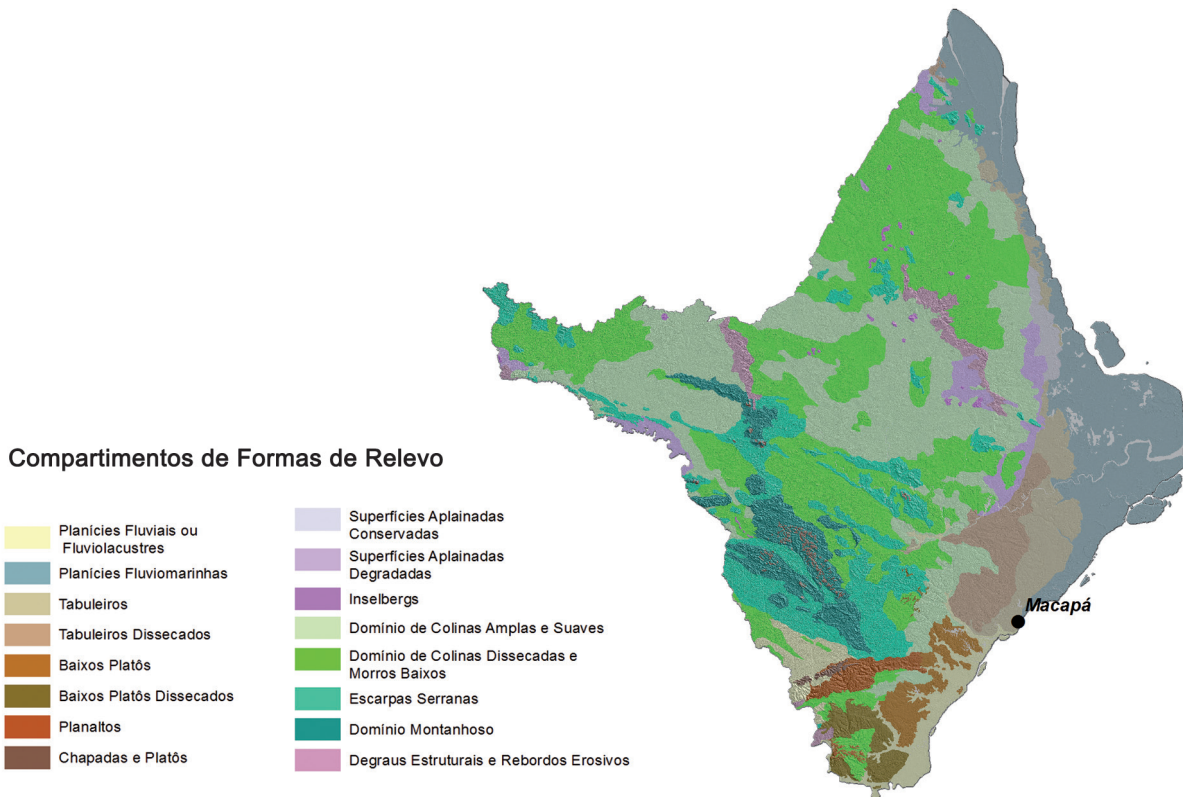 Macapá
Compartimentos de Formas de Relevo
Planícies Fluviais ou
Fluviolacustres
Planícies Fluviomarinhas
Tabuleiros
Tabuleiros Dissecados
Baixos Platôs
Baixos Platôs Dissecados
Planaltos
Chapadas e Platôs
Superfícies Aplainadas
Conservadas
Superfícies Aplainadas
Degradadas
Inselbergs
Domínio de Colinas Amplas e Suaves
Domínio de Colinas Dissecadas e
Morros Baixos
Escarpas Serranas
Domínio Montanhoso
Degraus Estruturais e Rebordos Erosivos